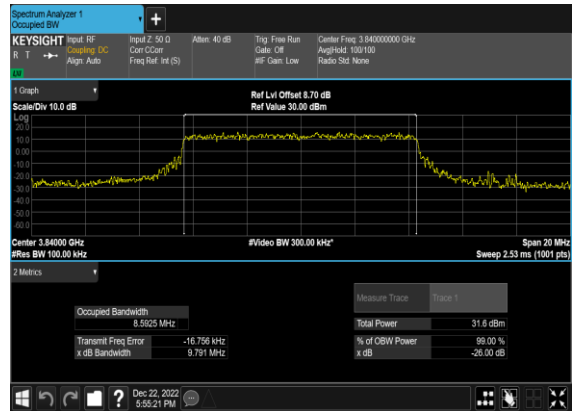 Spectrum Analyzer 1
Occupied BW
+
KEYSIGHT Input: RF Input Z: 50 Ω Atten: 40 dB Trig: Free Run Center Freq: 3.840000000 GHz
R T Coupling: DC Corr CCorr Gate: Off Avg|Hold: 100/100
Align: Auto Freq Ref: Int (S) #IF Gain: Low Radio Std: None
1 Graph
Ref Lvl Offset 8.70 dB
Scale/Div 10.0 dB Ref Value 30.00 dBm
Log
20.0
10.0
0.00
-10.0
-20.0
-30.0
-40.0
-50.0
-60.0
Center 3.84000 GHz #Video BW 300.00 kHz* Span 20 MHz
#Res BW 100.00 kHz Sweep 2.53 ms (1001 pts)
2 Metrics
Measure Trace Trace 1
Occupied Bandwidth
8.5925 MHz Total Power 31.6 dBm
Transmit Freq Error -16.756 kHz % of OBW Power 99.00 %
x dB Bandwidth 9.791 MHz x dB -26.00 dB
? Dec 22, 2022
5:55:21 PM